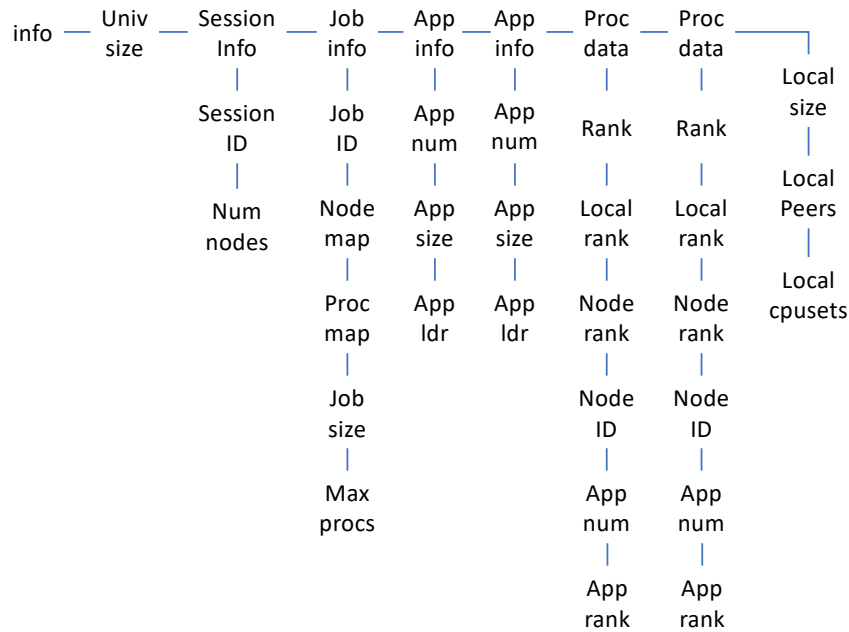 info
Univ
size
Session
Info
Job
info
App
info
App
info
Proc
data
Proc
data
Session
ID
Num
nodes
Job
ID
Node
map
Proc
map
Job
size
Max
procs
App
num
App
size
App
ldr
App
num
App
size
App
ldr
Rank
Local
rank
Node
rank
Node
ID
App
num
App
rank
Rank
Local
rank
Node
rank
Node
ID
App
num
App
rank
Local
size
Local
Peers
Local
cpusets